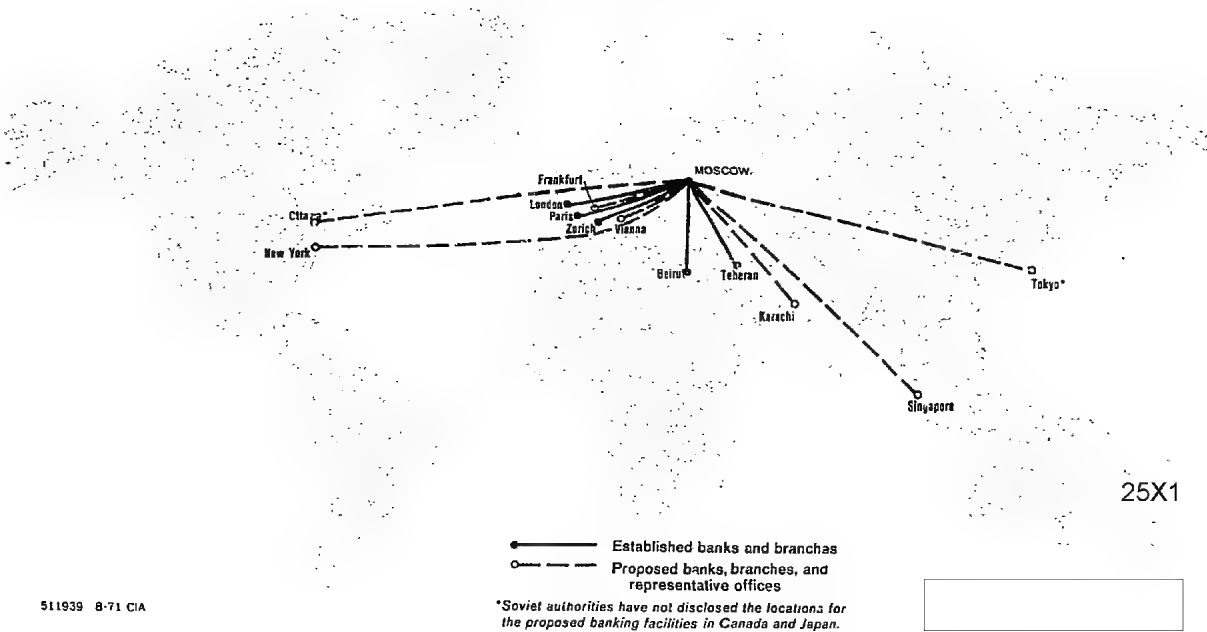 MOSCOW
Frankfurt
London
Paris
Zurich
Vienna
Ottawa*
New York
Beirut
Teheran
Karachi
Tokyo*
Singapore
25X1
Established banks and branchas
Proposed banks, branches, and
representative offices
*Soviet authorities have not disclosed the locations for
the proposed banking facilities in Canada and Japan.
511939 8-71 CIA